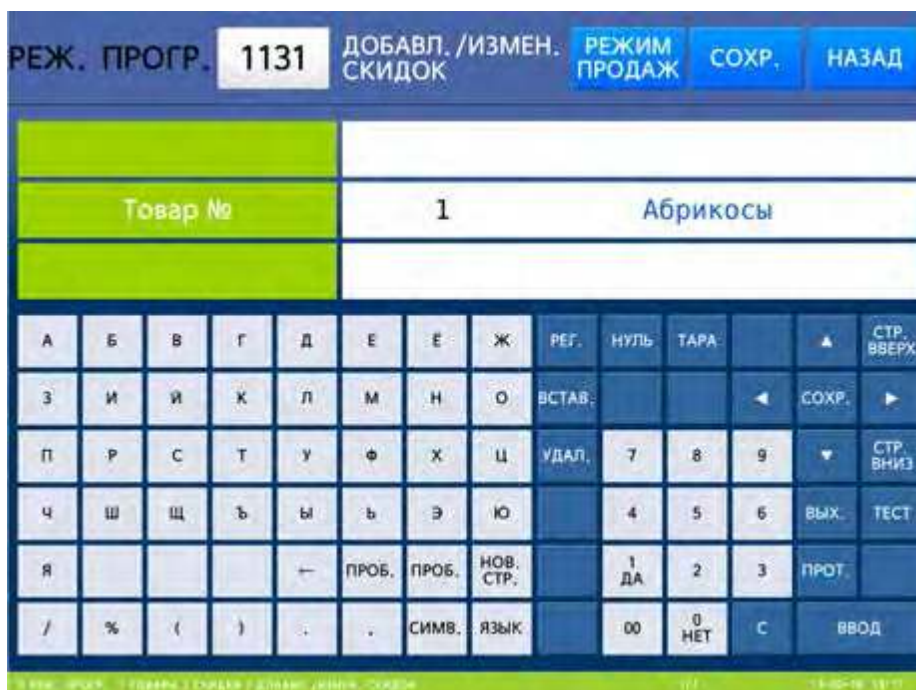 РЕЖ. ПРОГР. 1131 ДОБАВЛ./ИЗМЕН. СКИДОК РЕЖИМ ПРОДАЖ СОХР. НАЗАД
Товар № 1 Абрикосы
А Б В Г Д Е Ё Ж РЕГ. НУЛЬ ТАРА ▲ СТР. ВВЕРХ
З И Й К Л М Н О ВСТАВ. ◄ СОХР. ►
П Р С Т У Ф Х Ц УДАЛ. 7 8 9 ▼ СТР. ВНИЗ
Ч Ш Щ Ъ Ы Ь Э Ю 4 5 6 ВЫХ. ТЕСТ
Я ← ПРОБ. ПРОБ. НОВ. СТР. 1 ДА 2 3 ПРОТ.
/ % ( ) . , СИМВ. ЯЗЫК 00 0 НЕТ С ВВОД